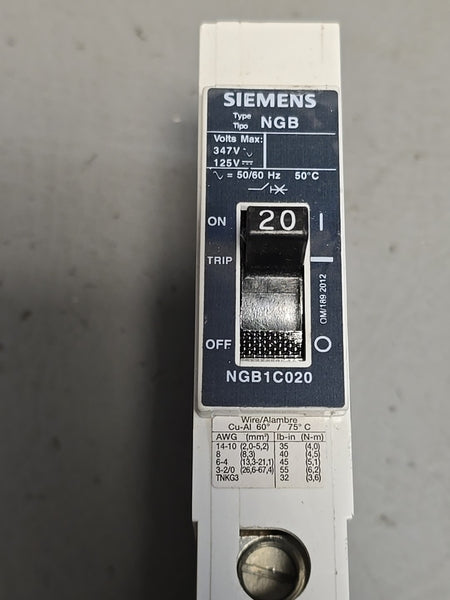 SIEMENS
Type
Tipo NGB
Volts Max:
347V ∿
125V ⎓
∿ = 50/60 Hz 50°C
ON 20 I
TRIP
OM/189 2012
OFF O
NGB1C020
Wire/Alambre
Cu-Al 60° / 75° C
AWG (mm²) lb-in (N-m)
14-10 (2,0-5,2) 35 (4,0)
8 (8,3) 40 (4,5)
6-4 (13,3-21,1) 45 (5,1)
3-2/0 (26,6-67,4) 55 (6,2)
TNKG3 32 (3,6)